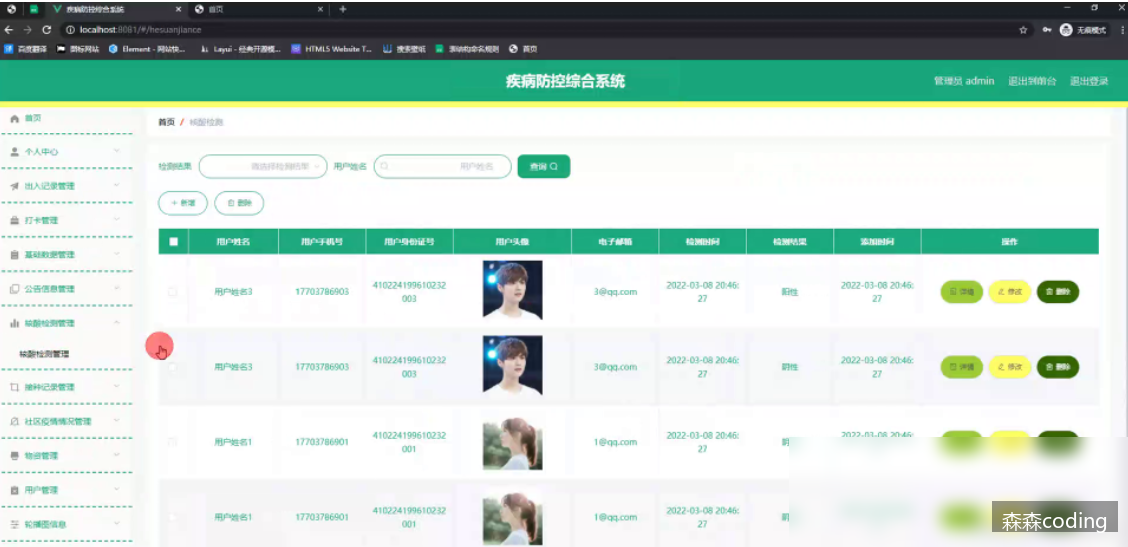 疾病防控综合系统
首页
localhost:8081/#/hesuanjiance
无痕模式
百度翻译 图标网站 Element - 网站快... Layui - 经典开源模... HTML5 Website T... 搜索壁纸 首页
疾病防控综合系统
管理员 admin 退出到前台 退出登录
首页
个人中心
出入记录管理
打卡管理
基础数据管理
公告信息管理
核酸检测管理
核酸检测管理
接种记录管理
社区疫情情况管理
物资管理
用户管理
轮播图信息
首页 / 核酸检测
检测结果 请选择检测结果 用户姓名 用户姓名 查询
+ 新增 删除
用户姓名 用户手机号 用户身份证号 用户头像 电子邮箱 检测时间 检测结果 添加时间 操作
用户姓名3 17703786903 410224199610232003 3@qq.com 2022-03-08 20:46:27 阴性 2022-03-08 20:46:27 详情 修改 删除
用户姓名3 17703786903 410224199610232003 3@qq.com 2022-03-08 20:46:27 阴性 2022-03-08 20:46:27 详情 修改 删除
用户姓名1 17703786901 410224199610232001 1@qq.com 2022-03-08 20:46:27 2022-03-08 20:46:
用户姓名1 17703786901 410224199610232001 1@qq.com 2022-03-08 20:46:27
森森coding